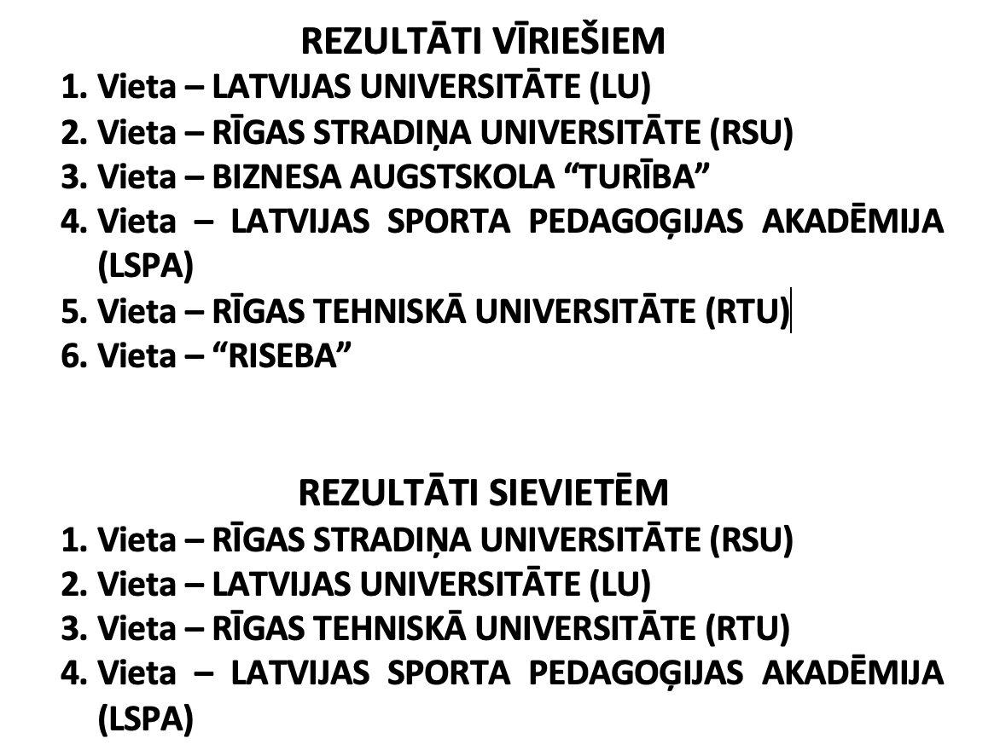 REZULTĀTI VĪRIEŠIEM
1. Vieta – LATVIJAS UNIVERSITĀTE (LU)
2. Vieta – RĪGAS STRADIŅA UNIVERSITĀTE (RSU)
3. Vieta – BIZNESA AUGSTSKOLA “TURĪBA”
4. Vieta – LATVIJAS SPORTA PEDAGOĢIJAS AKADĒMIJA
(LSPA)
5. Vieta – RĪGAS TEHNISKĀ UNIVERSITĀTE (RTU)
6. Vieta – “RISEBA”
REZULTĀTI SIEVIETĒM
1. Vieta – RĪGAS STRADIŅA UNIVERSITĀTE (RSU)
2. Vieta – LATVIJAS UNIVERSITĀTE (LU)
3. Vieta – RĪGAS TEHNISKĀ UNIVERSITĀTE (RTU)
4. Vieta – LATVIJAS SPORTA PEDAGOĢIJAS AKADĒMIJA
(LSPA)